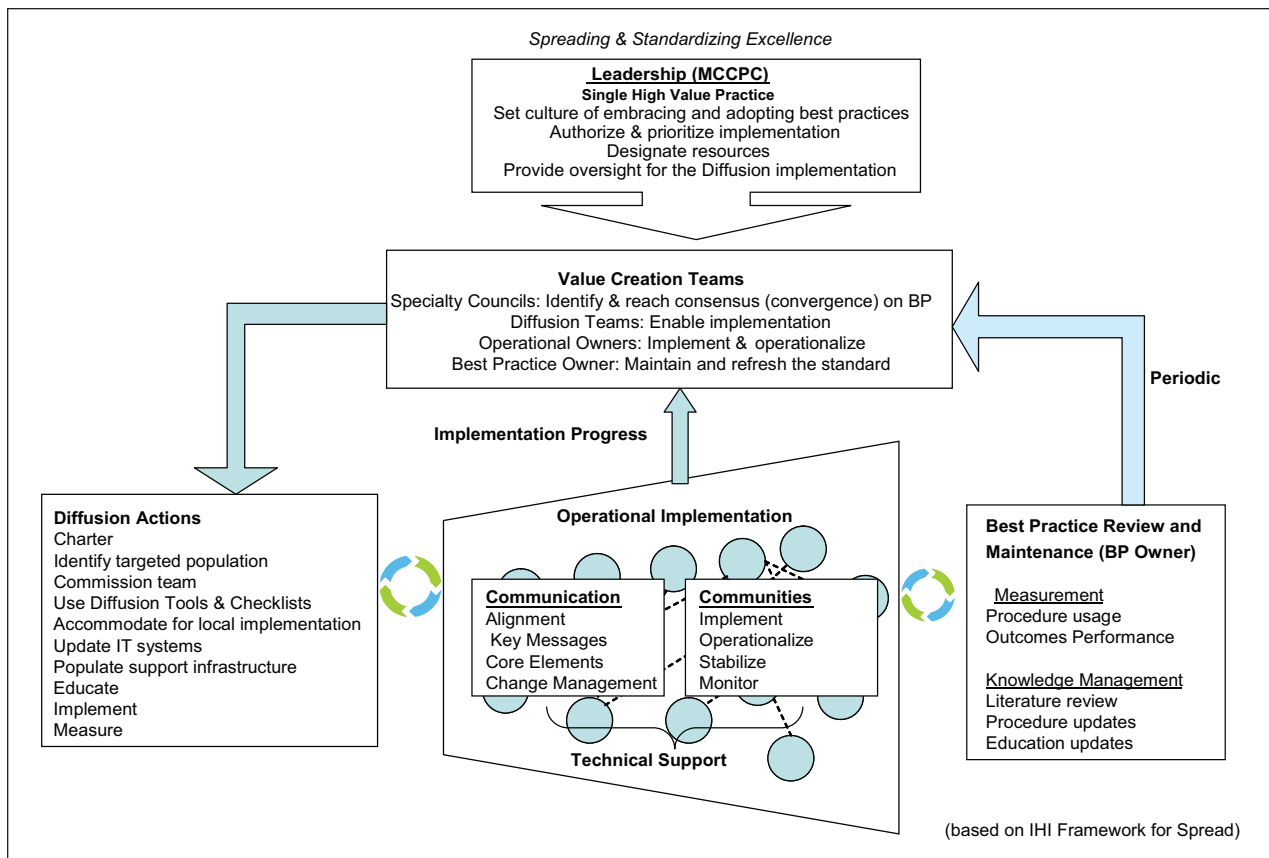 Spreading & Standardizing Excellence
Leadership (MCCPC)
Single High Value Practice
Set culture of embracing and adopting best practices
Authorize & prioritize implementation
Designate resources
Provide oversight for the Diffusion implementation
Value Creation Teams
Specialty Councils: Identify & reach consensus (convergence) on BP
Diffusion Teams: Enable implementation
Operational Owners: Implement & operationalize
Best Practice Owner: Maintain and refresh the standard
Periodic
Implementation Progress
Diffusion Actions
Charter
Identify targeted population
Commission team
Use Diffusion Tools & Checklists
Accommodate for local implementation
Update IT systems
Populate support infrastructure
Educate
Implement
Measure
Operational Implementation
Communication
Alignment
Key Messages
Core Elements
Change Management
Communities
Implement
Operationalize
Stabilize
Monitor
Technical Support
Best Practice Review and
Maintenance (BP Owner)
Measurement
Procedure usage
Outcomes Performance
Knowledge Management
Literature review
Procedure updates
Education updates
(based on IHI Framework for Spread)